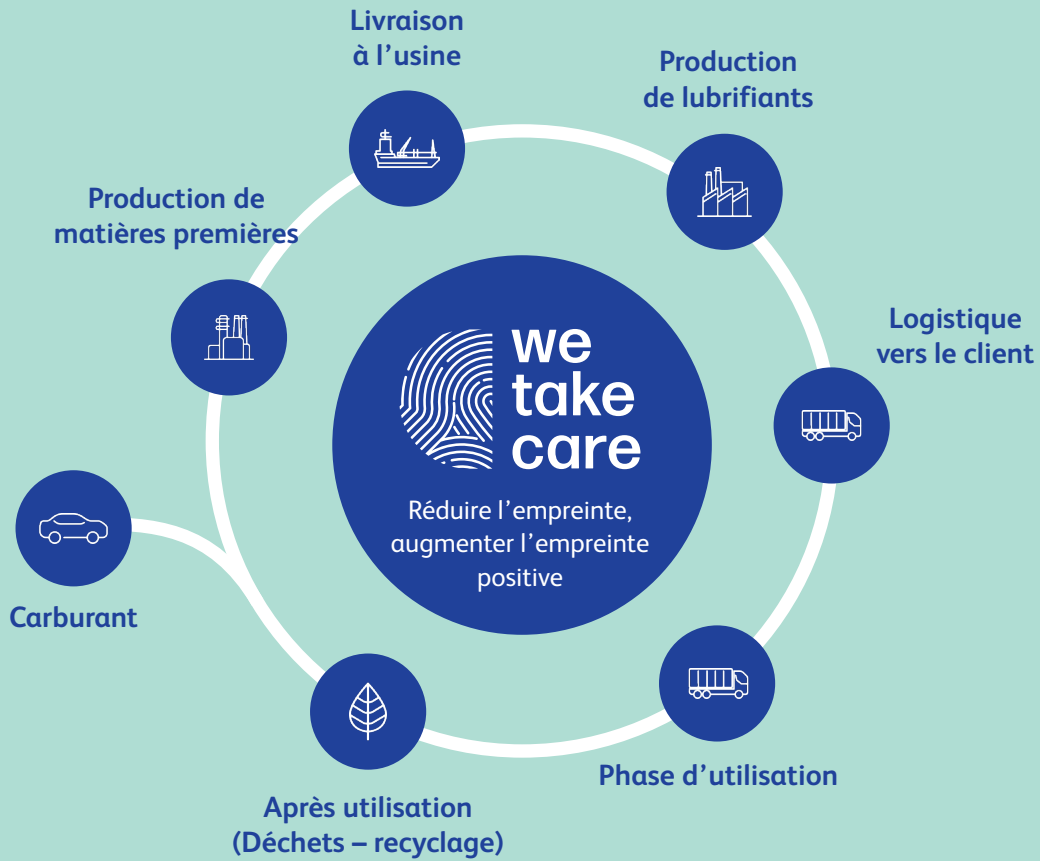 Livraison
à l’usine
Production
de lubrifiants
Production de
matières premières
Logistique
vers le client
we
take
care
Réduire l’empreinte,
augmenter l’empreinte
positive
Carburant
Phase d’utilisation
Après utilisation
(Déchets – recyclage)